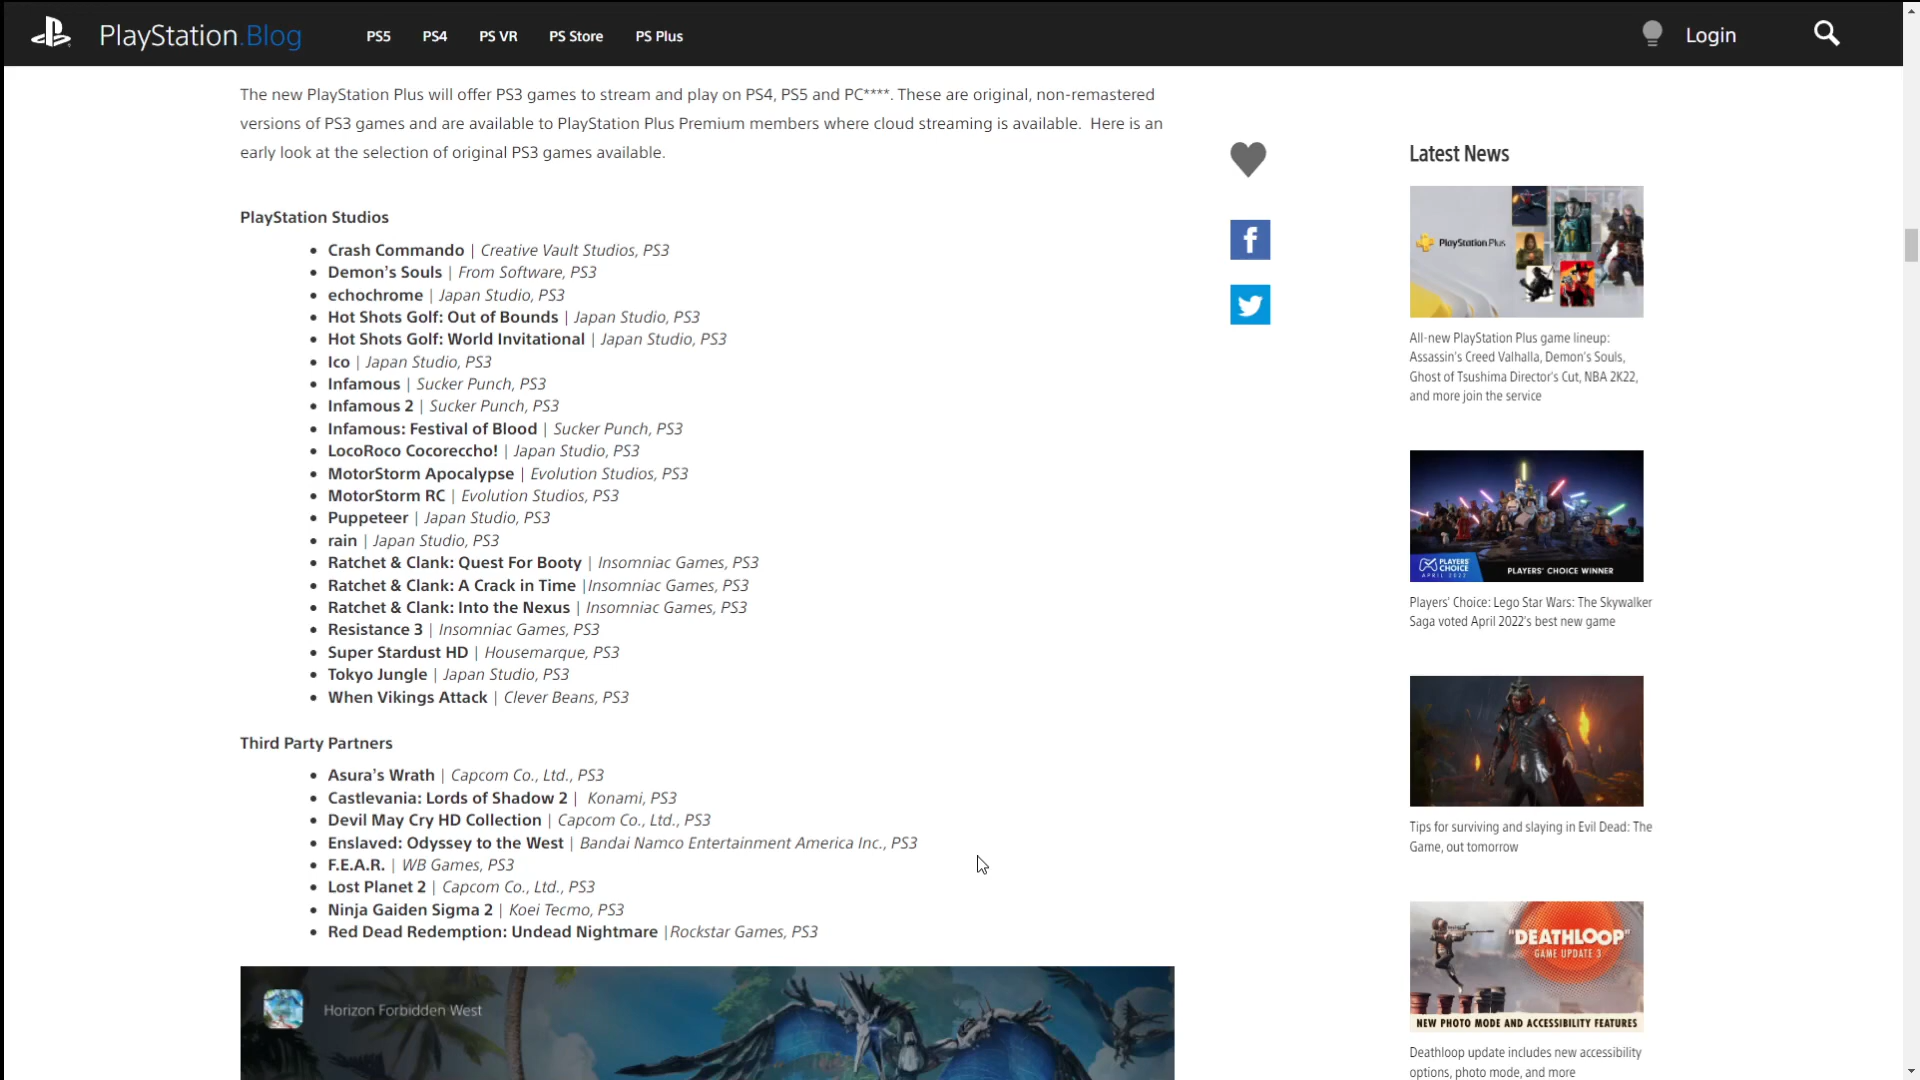 PlayStation.Blog
PS5
PS4
PS VR
PS Store
PS Plus
Login
The new PlayStation Plus will offer PS3 games to stream and play on PS4, PS5 and PC****. These are original, non-remastered
versions of PS3 games and are available to PlayStation Plus Premium members where cloud streaming is available.  Here is an
early look at the selection of original PS3 games available.
PlayStation Studios
Crash Commando | Creative Vault Studios, PS3
Demon’s Souls | From Software, PS3
echochrome | Japan Studio, PS3
Hot Shots Golf: Out of Bounds | Japan Studio, PS3
Hot Shots Golf: World Invitational | Japan Studio, PS3
Ico | Japan Studio, PS3
Infamous | Sucker Punch, PS3
Infamous 2 | Sucker Punch, PS3
Infamous: Festival of Blood | Sucker Punch, PS3
LocoRoco Cocoreccho! | Japan Studio, PS3
MotorStorm Apocalypse | Evolution Studios, PS3
MotorStorm RC | Evolution Studios, PS3
Puppeteer | Japan Studio, PS3
rain | Japan Studio, PS3
Ratchet & Clank: Quest For Booty | Insomniac Games, PS3
Ratchet & Clank: A Crack in Time |Insomniac Games, PS3
Ratchet & Clank: Into the Nexus | Insomniac Games, PS3
Resistance 3 | Insomniac Games, PS3
Super Stardust HD | Housemarque, PS3
Tokyo Jungle | Japan Studio, PS3
When Vikings Attack | Clever Beans, PS3
Third Party Partners
Asura’s Wrath | Capcom Co., Ltd., PS3
Castlevania: Lords of Shadow 2 |  Konami, PS3
Devil May Cry HD Collection | Capcom Co., Ltd., PS3
Enslaved: Odyssey to the West | Bandai Namco Entertainment America Inc., PS3
F.E.A.R. | WB Games, PS3
Lost Planet 2 | Capcom Co., Ltd., PS3
Ninja Gaiden Sigma 2 | Koei Tecmo, PS3
Red Dead Redemption: Undead Nightmare |Rockstar Games, PS3
Horizon Forbidden West
Latest News
PlayStation Plus
All-new PlayStation Plus game lineup:
Assassin’s Creed Valhalla, Demon’s Souls,
Ghost of Tsushima Director’s Cut, NBA 2K22,
and more join the service
PLAYERS'
CHOICE
APRIL 2022
PLAYERS' CHOICE WINNER
Players’ Choice: Lego Star Wars: The Skywalker
Saga voted April 2022’s best new game
Tips for surviving and slaying in Evil Dead: The
Game, out tomorrow
"DEATHLOOP"
GAME UPDATE 3
NEW PHOTO MODE AND ACCESSIBILITY FEATURES
Deathloop update includes new accessibility
options, photo mode, and more